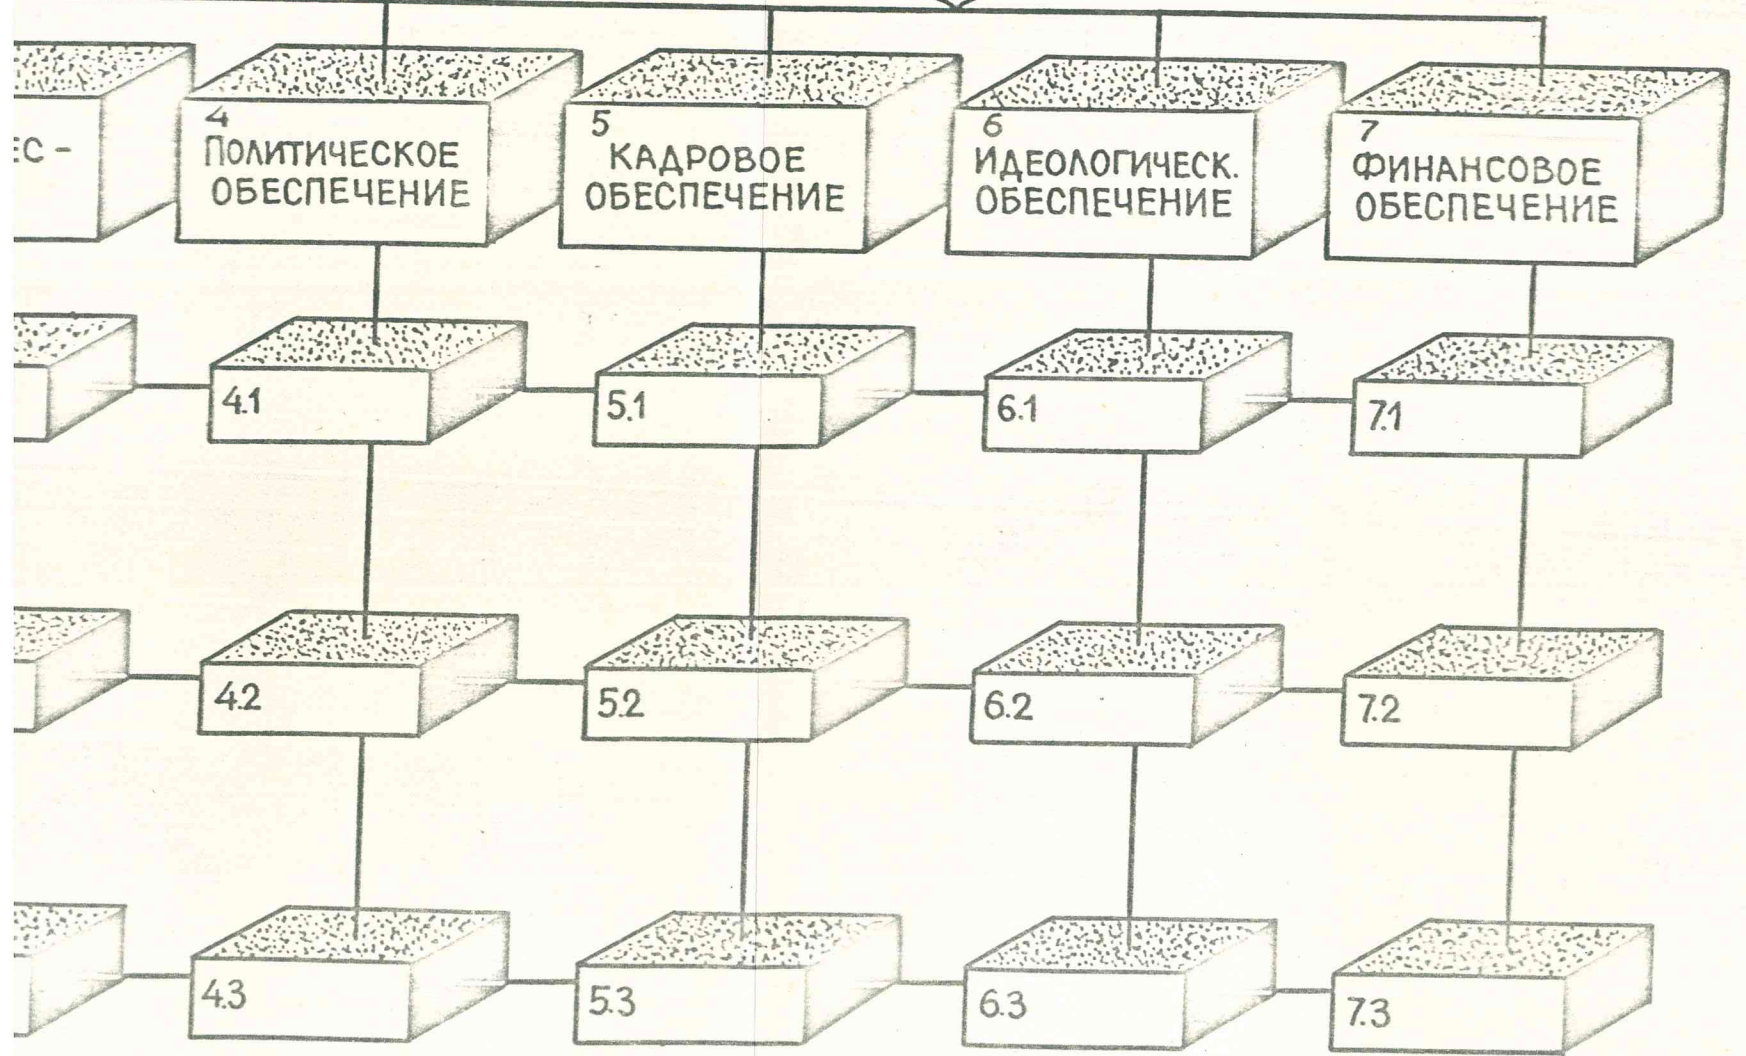 ЕС-
4
ПОЛИТИЧЕСКОЕ
ОБЕСПЕЧЕНИЕ
5
КАДРОВОЕ
ОБЕСПЕЧЕНИЕ
6
ИДЕОЛОГИЧЕСК.
ОБЕСПЕЧЕНИЕ
7
ФИНАНСОВОЕ
ОБЕСПЕЧЕНИЕ
4.1
5.1
6.1
7.1
4.2
5.2
6.2
7.2
4.3
5.3
6.3
7.3